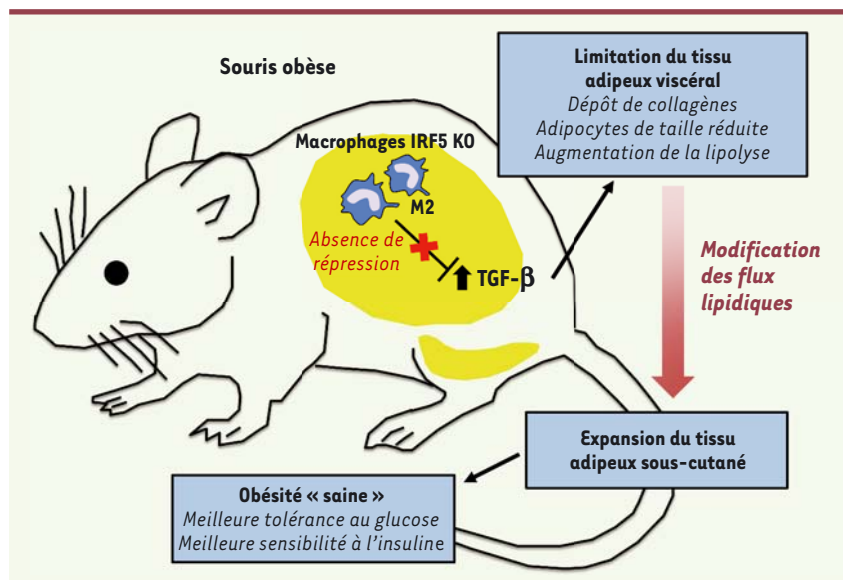 Souris obèse
Limitation du tissu
adipeux viscéral
Dépôt de collagènes
Adipocytes de taille réduite
Augmentation de la lipolyse
Macrophages IRF5 KO
M2
Absence de
répression
TGF-β
Modification
des flux
lipidiques
Expansion du tissu
adipeux sous-cutané
Obésité « saine »
Meilleure tolérance au glucose
Meilleure sensibilité à l’insuline